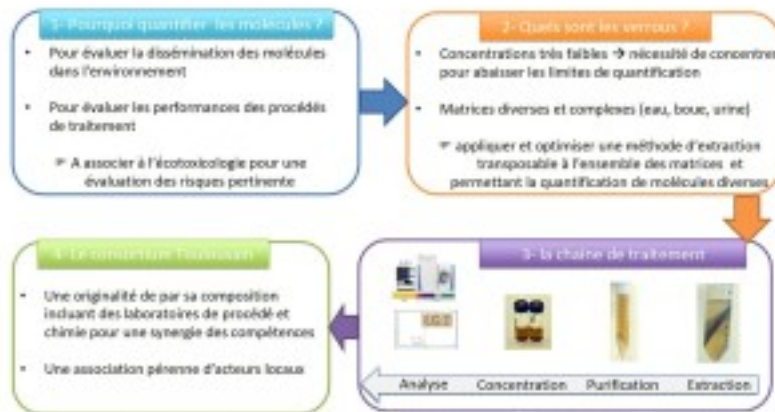 1- Pourquoi quantifier les molécules ?
• Pour évaluer la dissémination des molécules
dans l'environnement
• Pour évaluer les performances des procédés
de traitement
☞ A associer à l'écotoxicologie pour une
évaluation des risques pertinente
2- Quels sont les verrous ?
• Concentrations très faibles → nécessité de concentrer
pour abaisser les limites de quantification
• Matrices diverses et complexes (eau, boue, urine)
☞ appliquer et optimiser une méthode d'extraction
transposable à l'ensemble des matrices et
permettant la quantification de molécules diverses
3- la chaine de traitement
Analyse Concentration Purification Extraction
4- Le consortium Toulousain
• Une originalité de par sa composition
incluant des laboratoires de procédé et
chimie pour une synergie des compétences
• Une association pérenne d'acteurs locaux